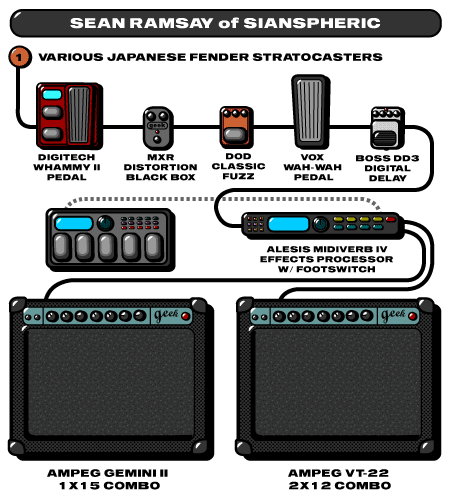 SEAN RAMSAY of SIANSPHERIC
1 VARIOUS JAPANESE FENDER STRATOCASTERS
geek
DIGITECH
WHAMMY II
PEDAL
MXR
DISTORTION
BLACK BOX
DOD
CLASSIC
FUZZ
VOX
WAH-WAH
PEDAL
BOSS DD3
DIGITAL
DELAY
ALESIS MIDIVERB IV
EFFECTS PROCESSOR
W/ FOOTSWITCH
geek
geek
AMPEG GEMINI II
1X15 COMBO
AMPEG VT-22
2X12 COMBO